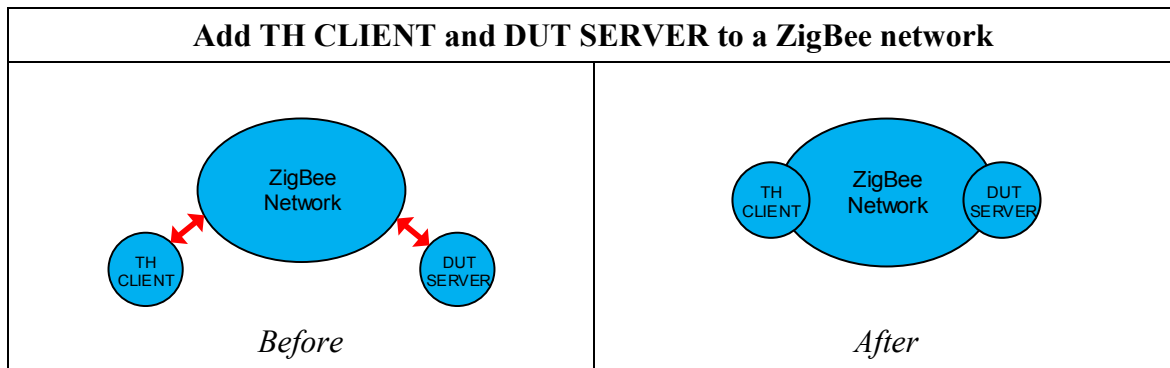 Add TH CLIENT and DUT SERVER to a ZigBee network
ZigBee
Network
TH
CLIENT
DUT
SERVER
Before
ZigBee
Network
TH
CLIENT
DUT
SERVER
After